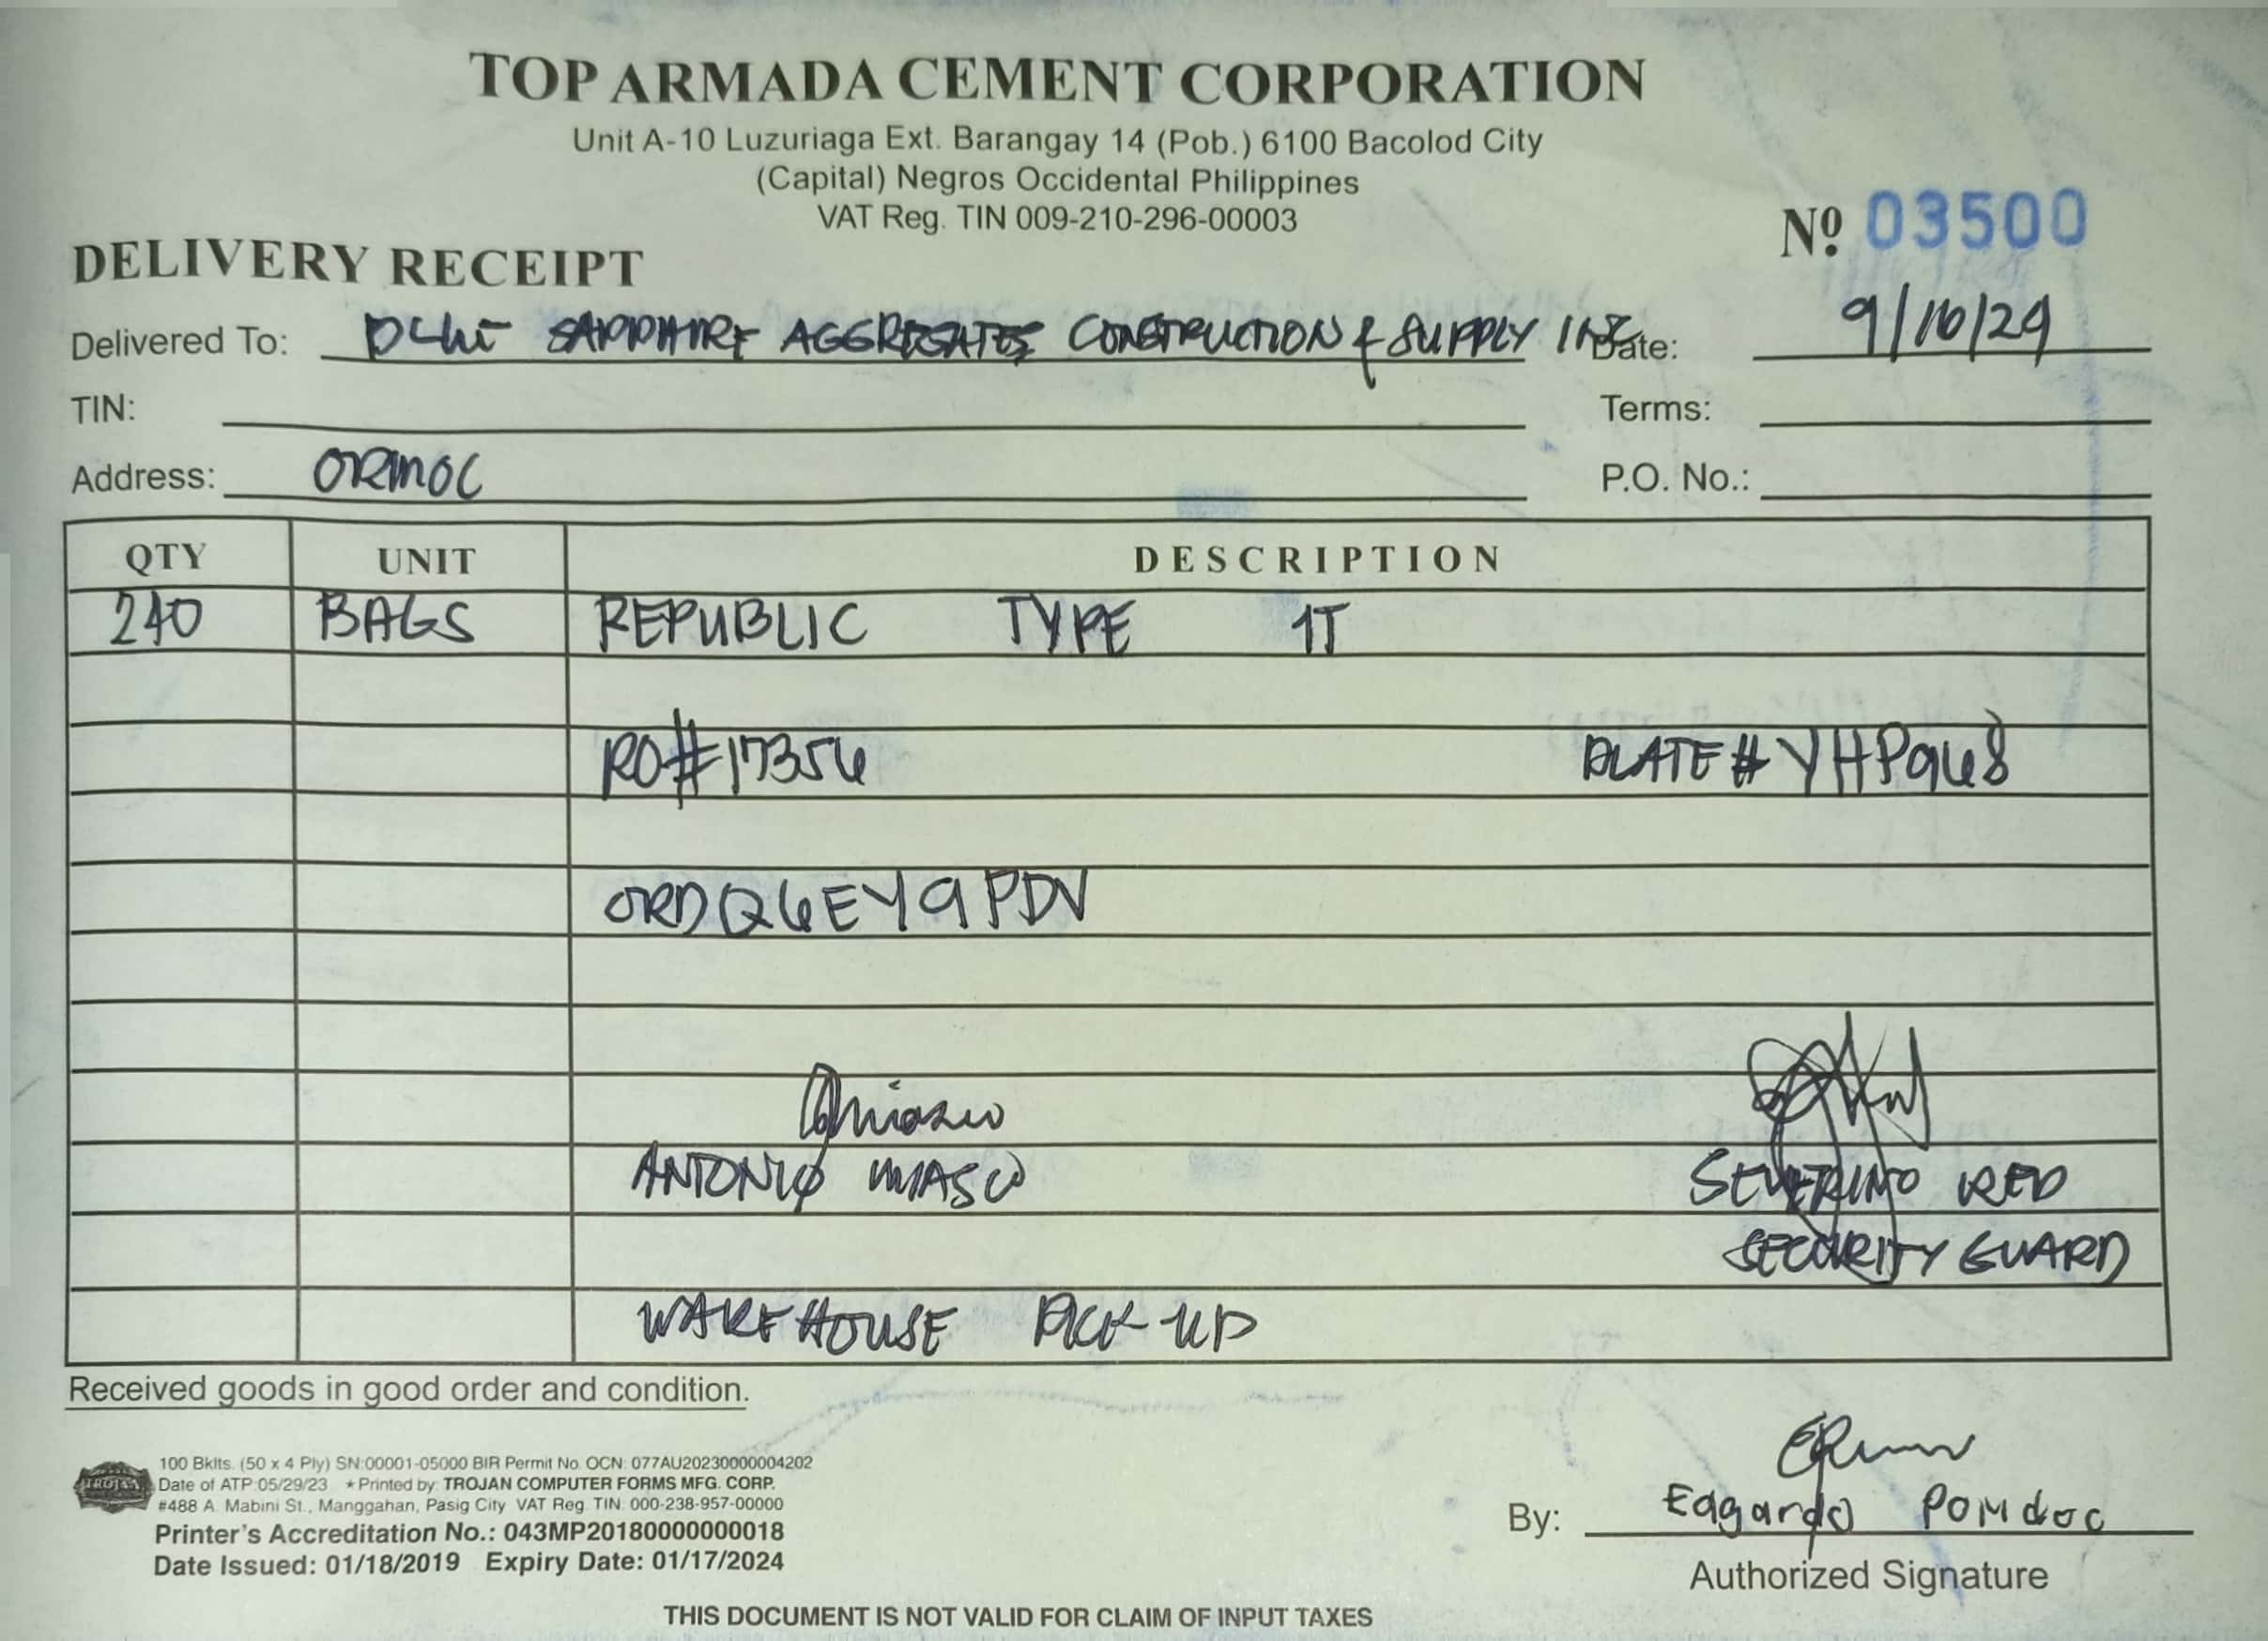 TOP ARMADA CEMENT CORPORATION
Unit A-10 Luzuriaga Ext. Barangay 14 (Pob.) 6100 Bacolod City
(Capital) Negros Occidental Philippines
VAT Reg. TIN 009-210-296-00003
Nº 03500
DELIVERY RECEIPT
Delivered To: SAPPHIRE AGGREGATES CONSTRUCTION & SUPPLY INC Date: 9/10/24
TIN: Terms:
Address: ORMOC P.O. No.:
QTY UNIT DESCRIPTION
240 BAGS REPUBLIC TYPE 1T
RO#17356 PLATE# YHP968
ORDQ6EY9PDV
ANTONIO
SEVERINO RED
SECURITY GUARD
WAREHOUSE PICK-UP
Received goods in good order and condition.
TROJAN
100 Bklts. (50 x 4 Ply) SN:00001-05000 BIR Permit No. OCN: 077AU20230000004202
Date of ATP:05/29/23 * Printed by: TROJAN COMPUTER FORMS MFG. CORP.
#488 A. Mabini St., Manggahan, Pasig City VAT Reg. TIN: 000-238-957-00000
Printer's Accreditation No.: 043MP20180000000018
Date Issued: 01/18/2019 Expiry Date: 01/17/2024
By: Edgardo Pomdoc
Authorized Signature
THIS DOCUMENT IS NOT VALID FOR CLAIM OF INPUT TAXES